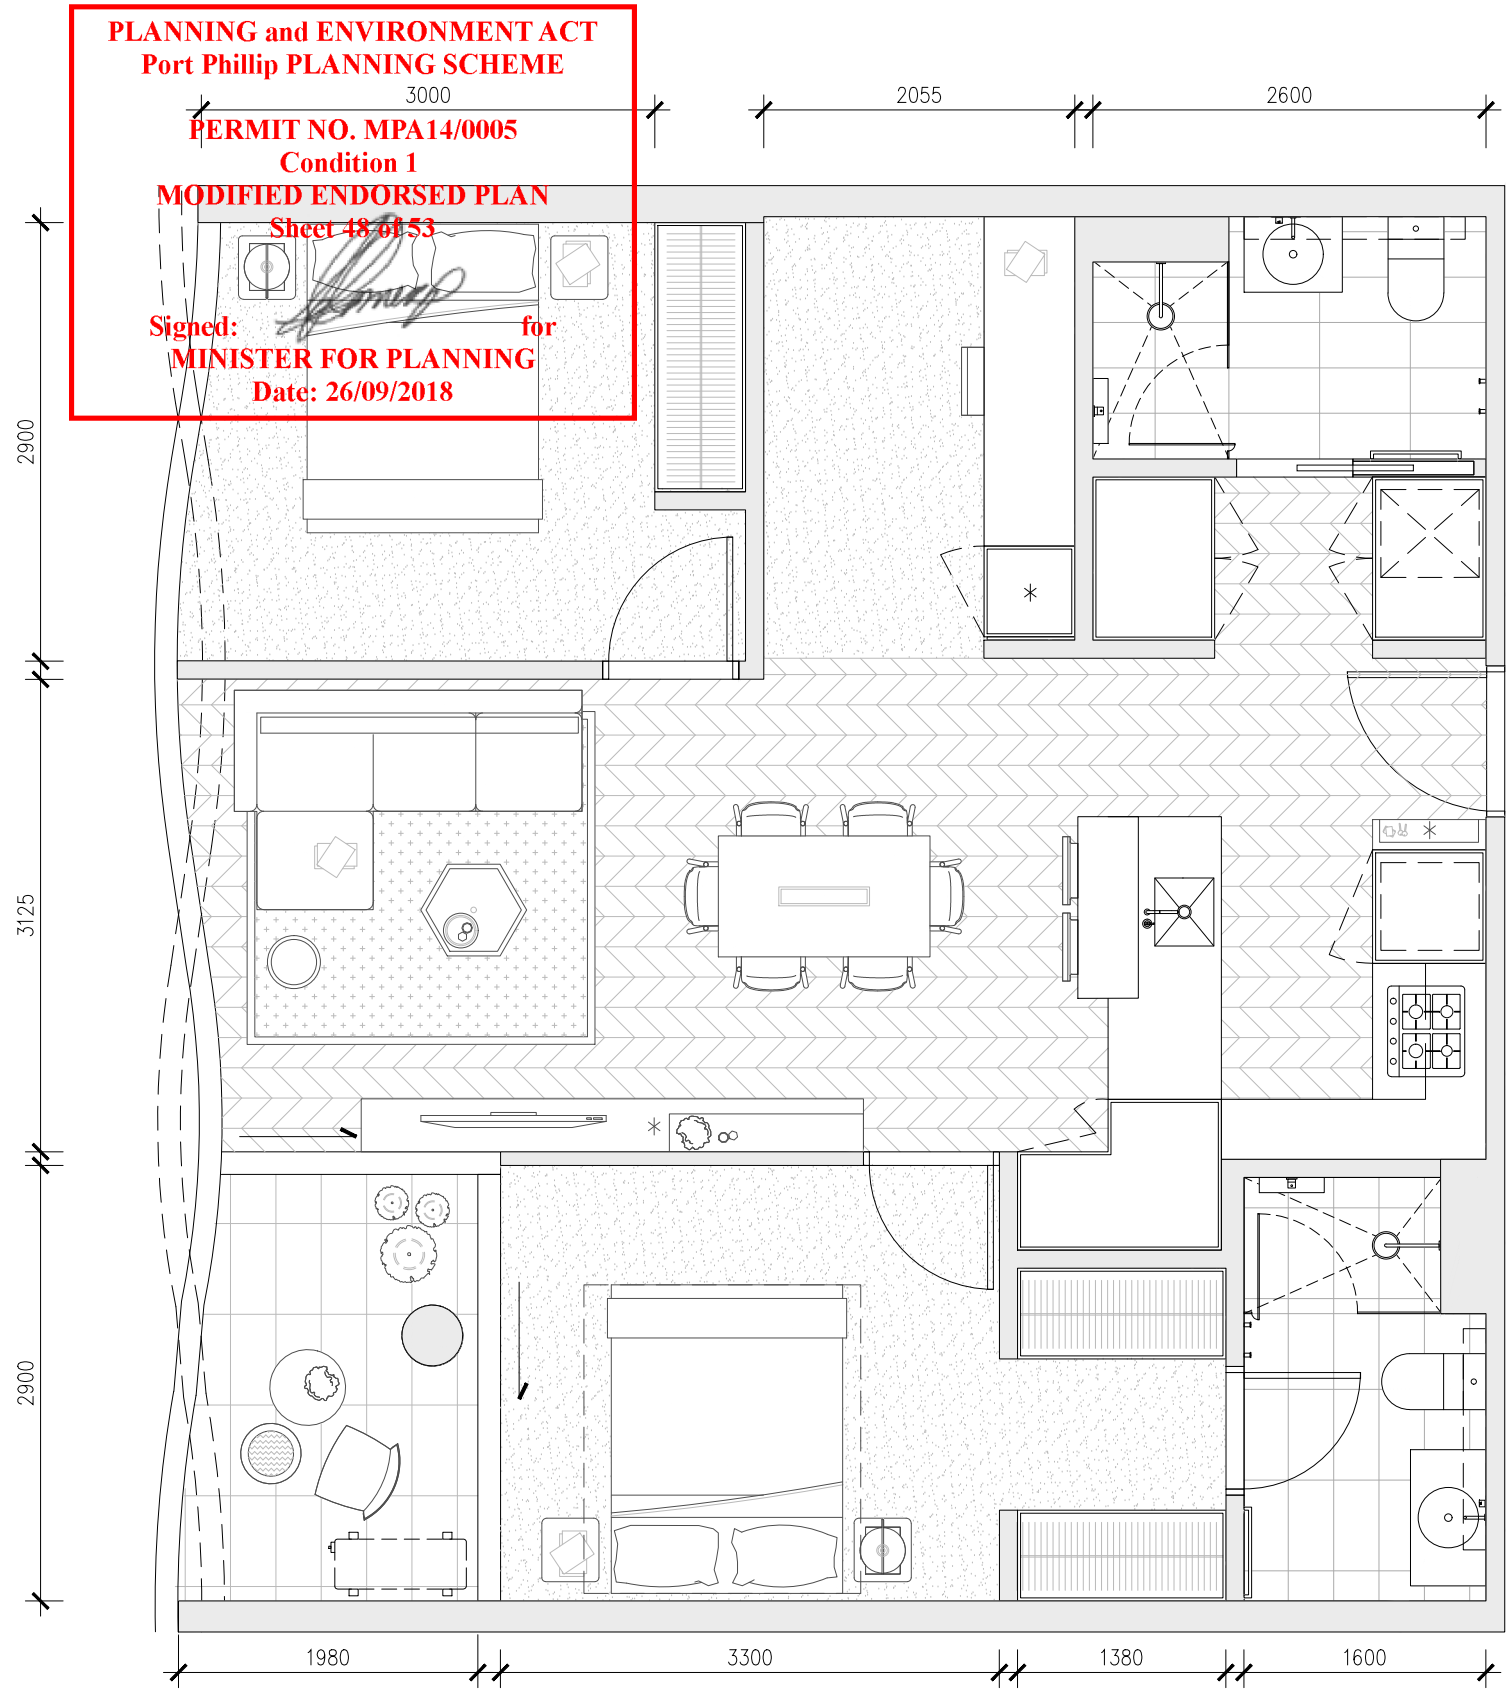 PLANNING and ENVIRONMENT ACT
Port Phillip PLANNING SCHEME
3000
2055
2600
PERMIT NO. MPA14/0005
Condition 1
MODIFIED ENDORSED PLAN
Sheet 48 of 53
Signed: for
MINISTER FOR PLANNING
Date: 26/09/2018
2900
3125
2900
1980
3300
1380
1600